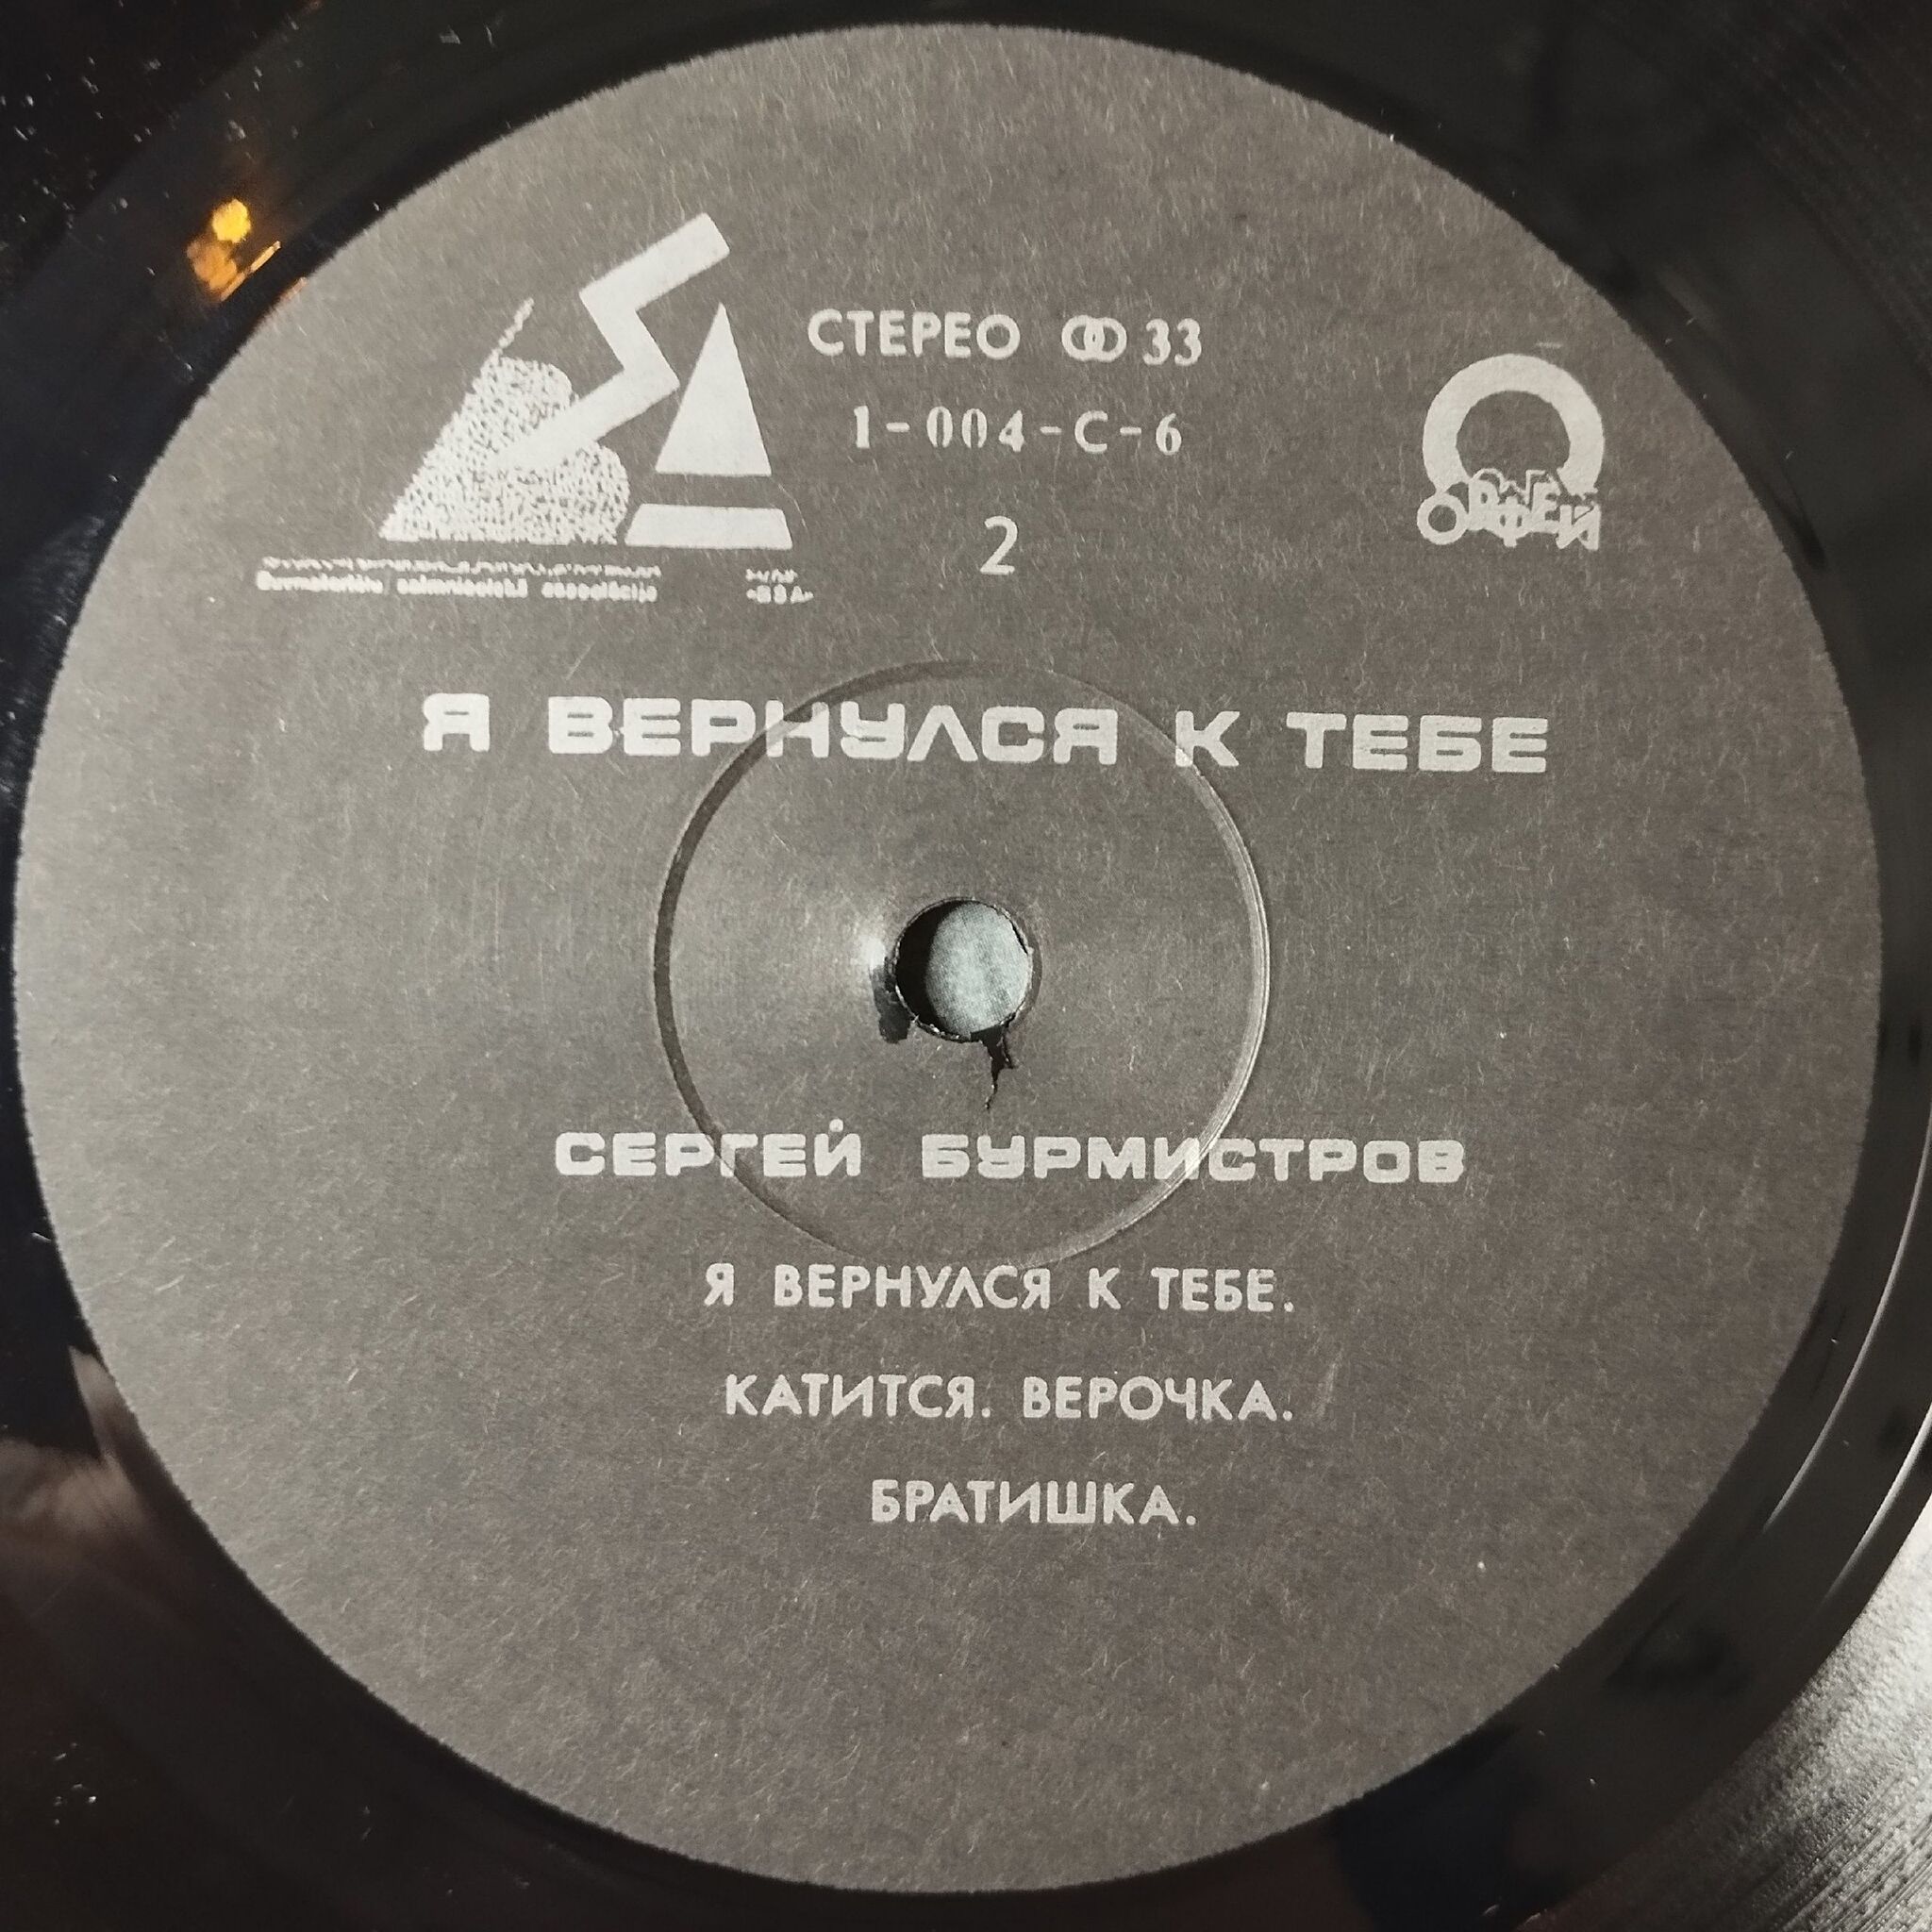 СТЕРЕО 33
1-004-С-6
2
ОРФЕЙ
Я ВЕРНУЛСЯ К ТЕБЕ
СЕРГЕЙ БУРМИСТРОВ
Я ВЕРНУЛСЯ К ТЕБЕ.
КАТИТСЯ. ВЕРОЧКА.
БРАТИШКА.